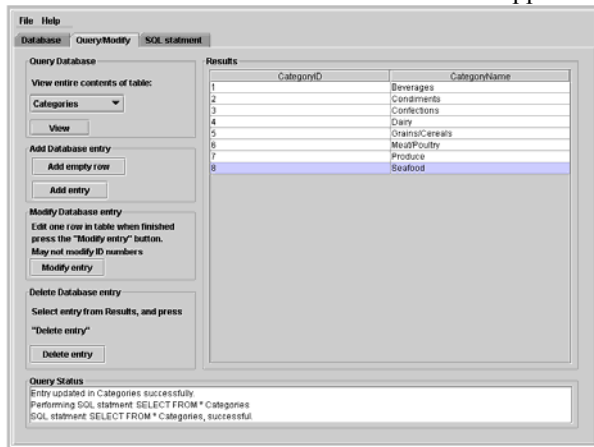 File Help
Database Query/Modify SQL statment
Query Database
View entire contents of table:
Categories
View
Add Database entry
Add empty row
Add entry
Modify Database entry
Edit one row in table when finished
press the "Modify entry" button.
May not modify ID numbers
Modify entry
Delete Database entry
Select entry from Results, and press
"Delete entry"
Delete entry
Results
CategoryID CategoryName
1 Beverages
2 Condiments
3 Confections
4 Dairy
5 Grains/Cereals
6 Meat/Poultry
7 Produce
8 Seafood
Query Status
Entry updated in Categories successfully.
Performing SQL statment: SELECT FROM * Categories
SQL statment: SELECT FROM * Categories, successful.